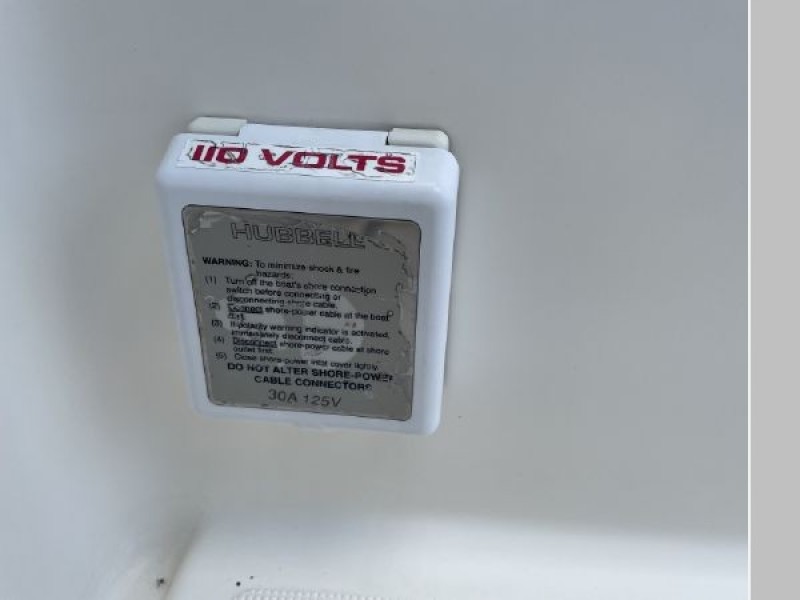 110 VOLTS
HUBBELL
WARNING: To minimize shock & fire
hazards:
(1) Turn off the boat's shore connection
switch before connecting or
disconnecting shore cable.
(2) Connect shore-power cable at the boat
first.
(3) If polarity warning indicator is activated,
immediately disconnect cable.
(4) Disconnect shore-power cable at shore
outlet first.
(5) Close shore-power inlet cover tightly.
DO NOT ALTER SHORE-POWER
CABLE CONNECTORS
30A 125V